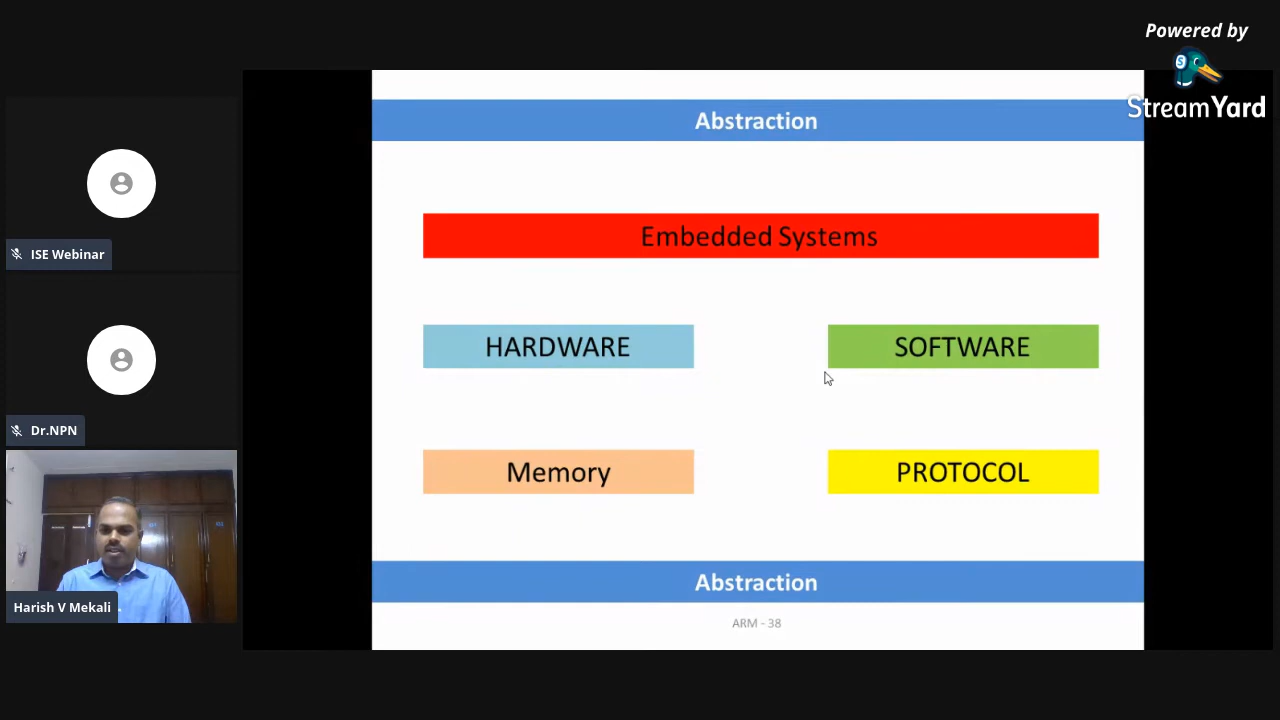 Powered by
StreamYard
Abstraction
Embedded Systems
HARDWARE
SOFTWARE
Memory
PROTOCOL
Abstraction
ARM - 38
ISE Webinar
Dr.NPN
Harish V Mekali